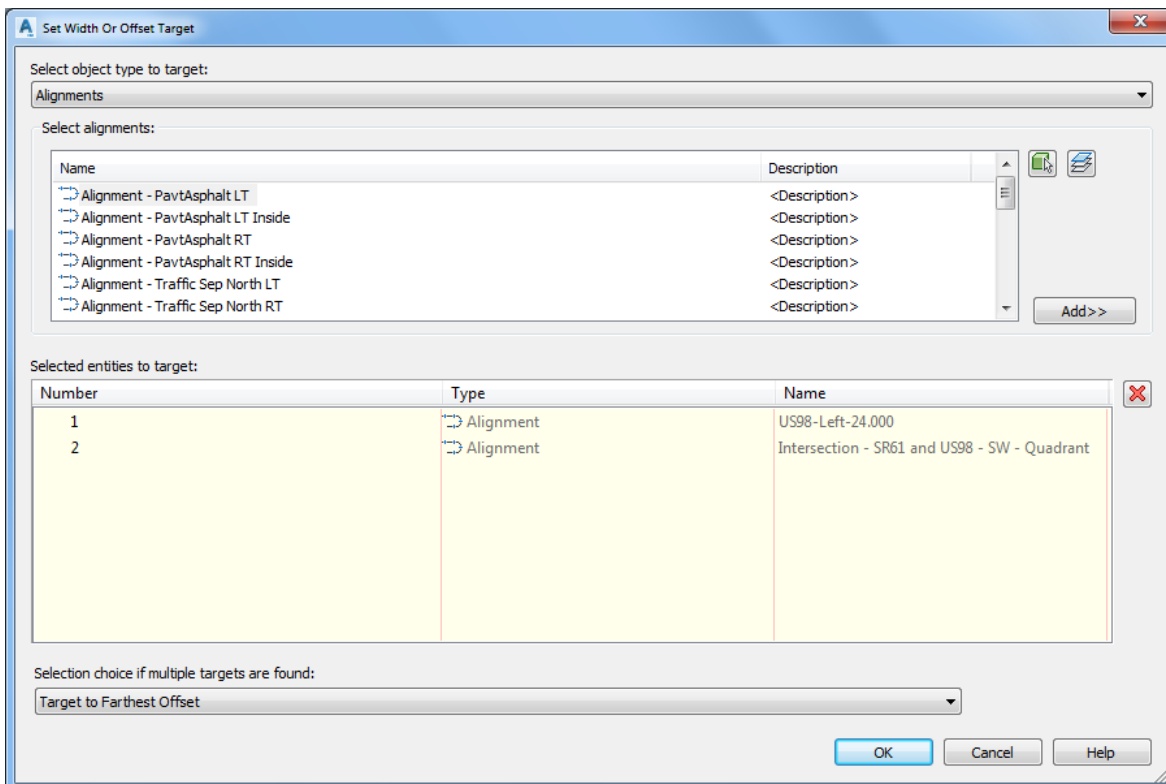 Set Width Or Offset Target
Select object type to target:
Alignments
Select alignments:
Name Description
Alignment - PavtAsphalt LT <Description>
Alignment - PavtAsphalt LT Inside <Description>
Alignment - PavtAsphalt RT <Description>
Alignment - PavtAsphalt RT Inside <Description>
Alignment - Traffic Sep North LT <Description>
Alignment - Traffic Sep North RT <Description>
Add>>
Selected entities to target:
Number Type Name
1 Alignment US98-Left-24.000
2 Alignment Intersection - SR61 and US98 - SW - Quadrant
Selection choice if multiple targets are found:
Target to Farthest Offset
OK Cancel Help